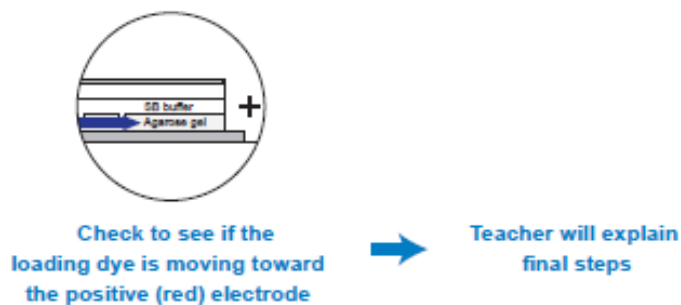 SB buffer
+
Agarose gel
Check to see if the
loading dye is moving toward
the positive (red) electrode
Teacher will explain
final steps